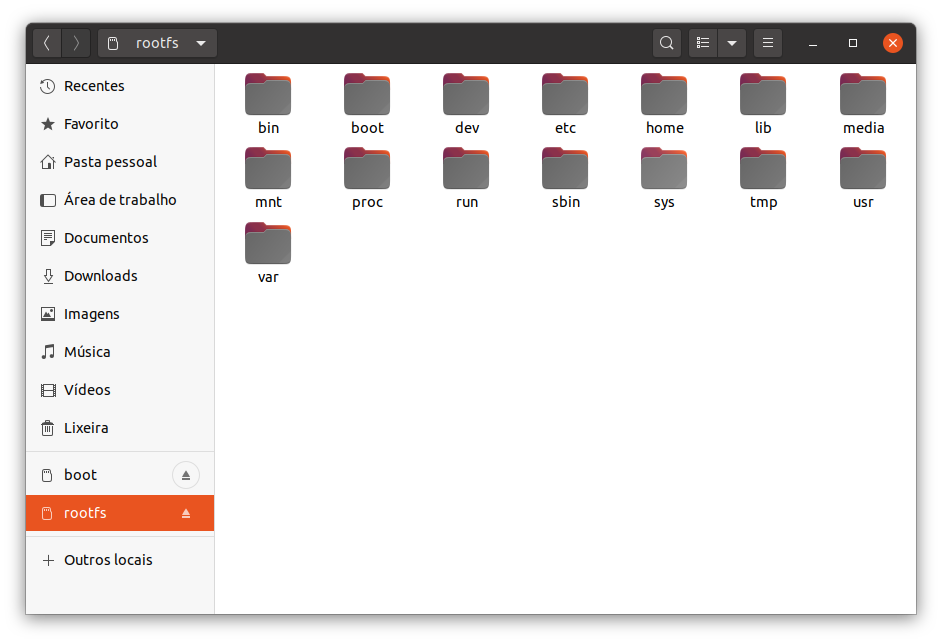 rootfs
Recentes
Favorito
Pasta pessoal
Área de trabalho
Documentos
Downloads
Imagens
Música
Vídeos
Lixeira
boot
rootfs
Outros locais
bin boot dev etc home lib media
mnt proc run sbin sys tmp usr
var